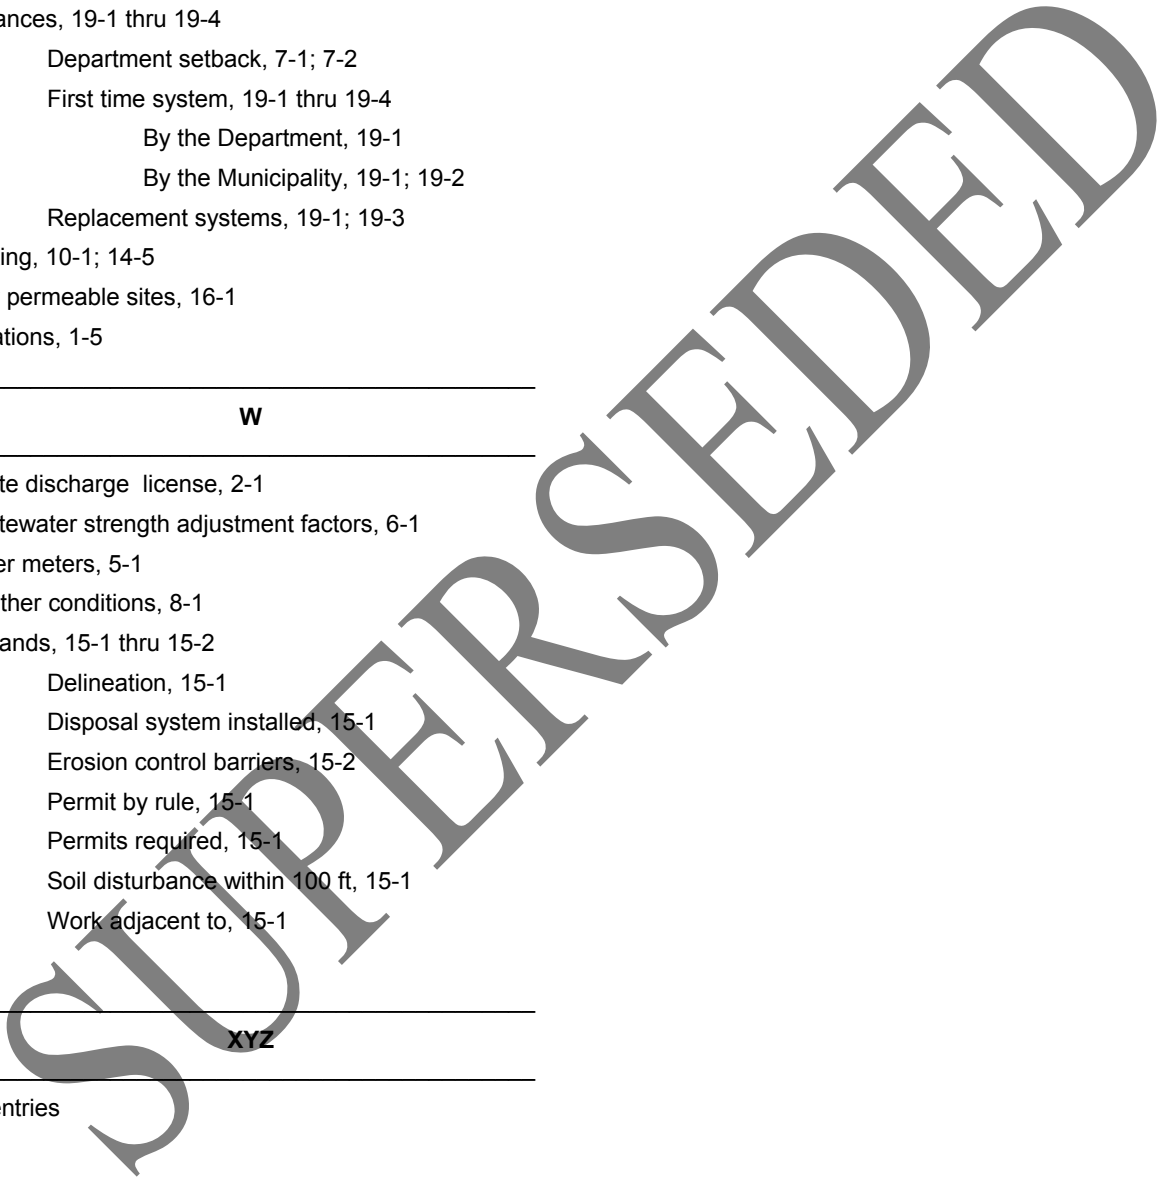 ances, 19-1 thru 19-4
Department setback, 7-1; 7-2
First time system, 19-1 thru 19-4
By the Department, 19-1
By the Municipality, 19-1; 19-2
Replacement systems, 19-1; 19-3
ing, 10-1; 14-5
permeable sites, 16-1
ations, 1-5
W
te discharge license, 2-1
tewater strength adjustment factors, 6-1
er meters, 5-1
ther conditions, 8-1
ands, 15-1 thru 15-2
Delineation, 15-1
Disposal system installed, 15-1
Erosion control barriers, 15-2
Permit by rule, 15-1
Permits required, 15-1
Soil disturbance within 100 ft, 15-1
Work adjacent to, 15-1
XYZ
entries
SUPERSEDED